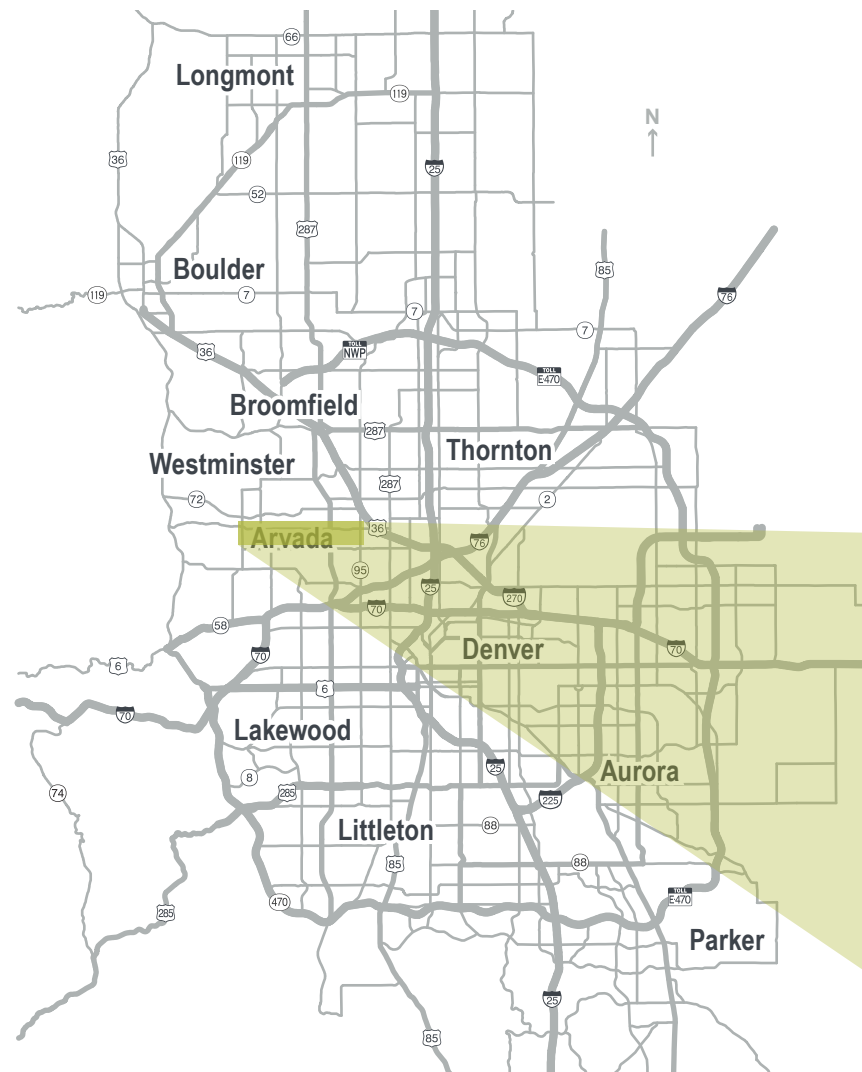 66
Longmont
119
N
36
119
25
52
287
Boulder
85
119
7
76
7
7
36
TOLL
NWP
TOLL
E-470
Broomfield
287
Thornton
Westminster
287
72
2
36
Arvada
76
95
25
270
70
58
Denver
70
70
6
6
70
Lakewood
25
Aurora
8
74
285
225
Littleton
88
85
88
TOLL
E-470
470
285
Parker
25
85